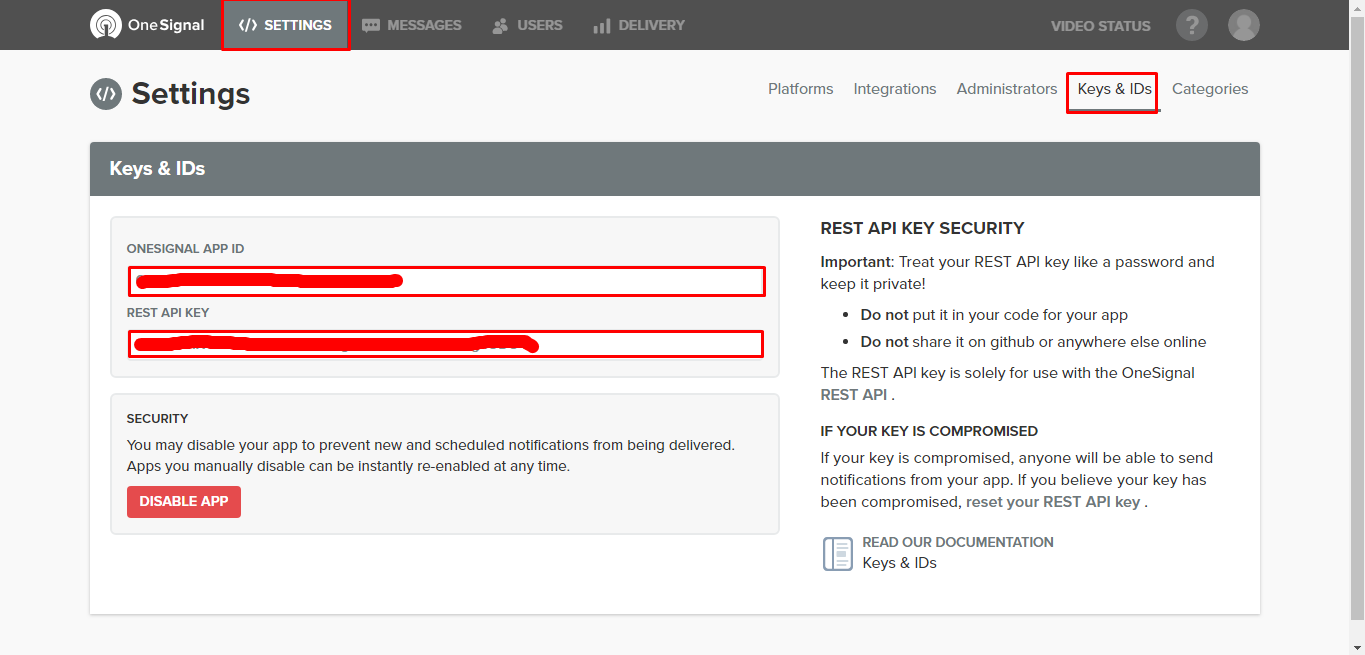 OneSignal
</> SETTINGS
MESSAGES
USERS
DELIVERY
VIDEO STATUS
?
</> Settings
Platforms
Integrations
Administrators
Keys & IDs
Categories
Keys & IDs
ONESIGNAL APP ID
REST API KEY
SECURITY
You may disable your app to prevent new and scheduled notifications from being delivered.
Apps you manually disable can be instantly re-enabled at any time.
DISABLE APP
REST API KEY SECURITY
Important: Treat your REST API key like a password and
keep it private!
• Do not put it in your code for your app
• Do not share it on github or anywhere else online
The REST API key is solely for use with the OneSignal
REST API .
IF YOUR KEY IS COMPROMISED
If your key is compromised, anyone will be able to send
notifications from your app. If you believe your key has
been compromised, reset your REST API key .
READ OUR DOCUMENTATION
Keys & IDs